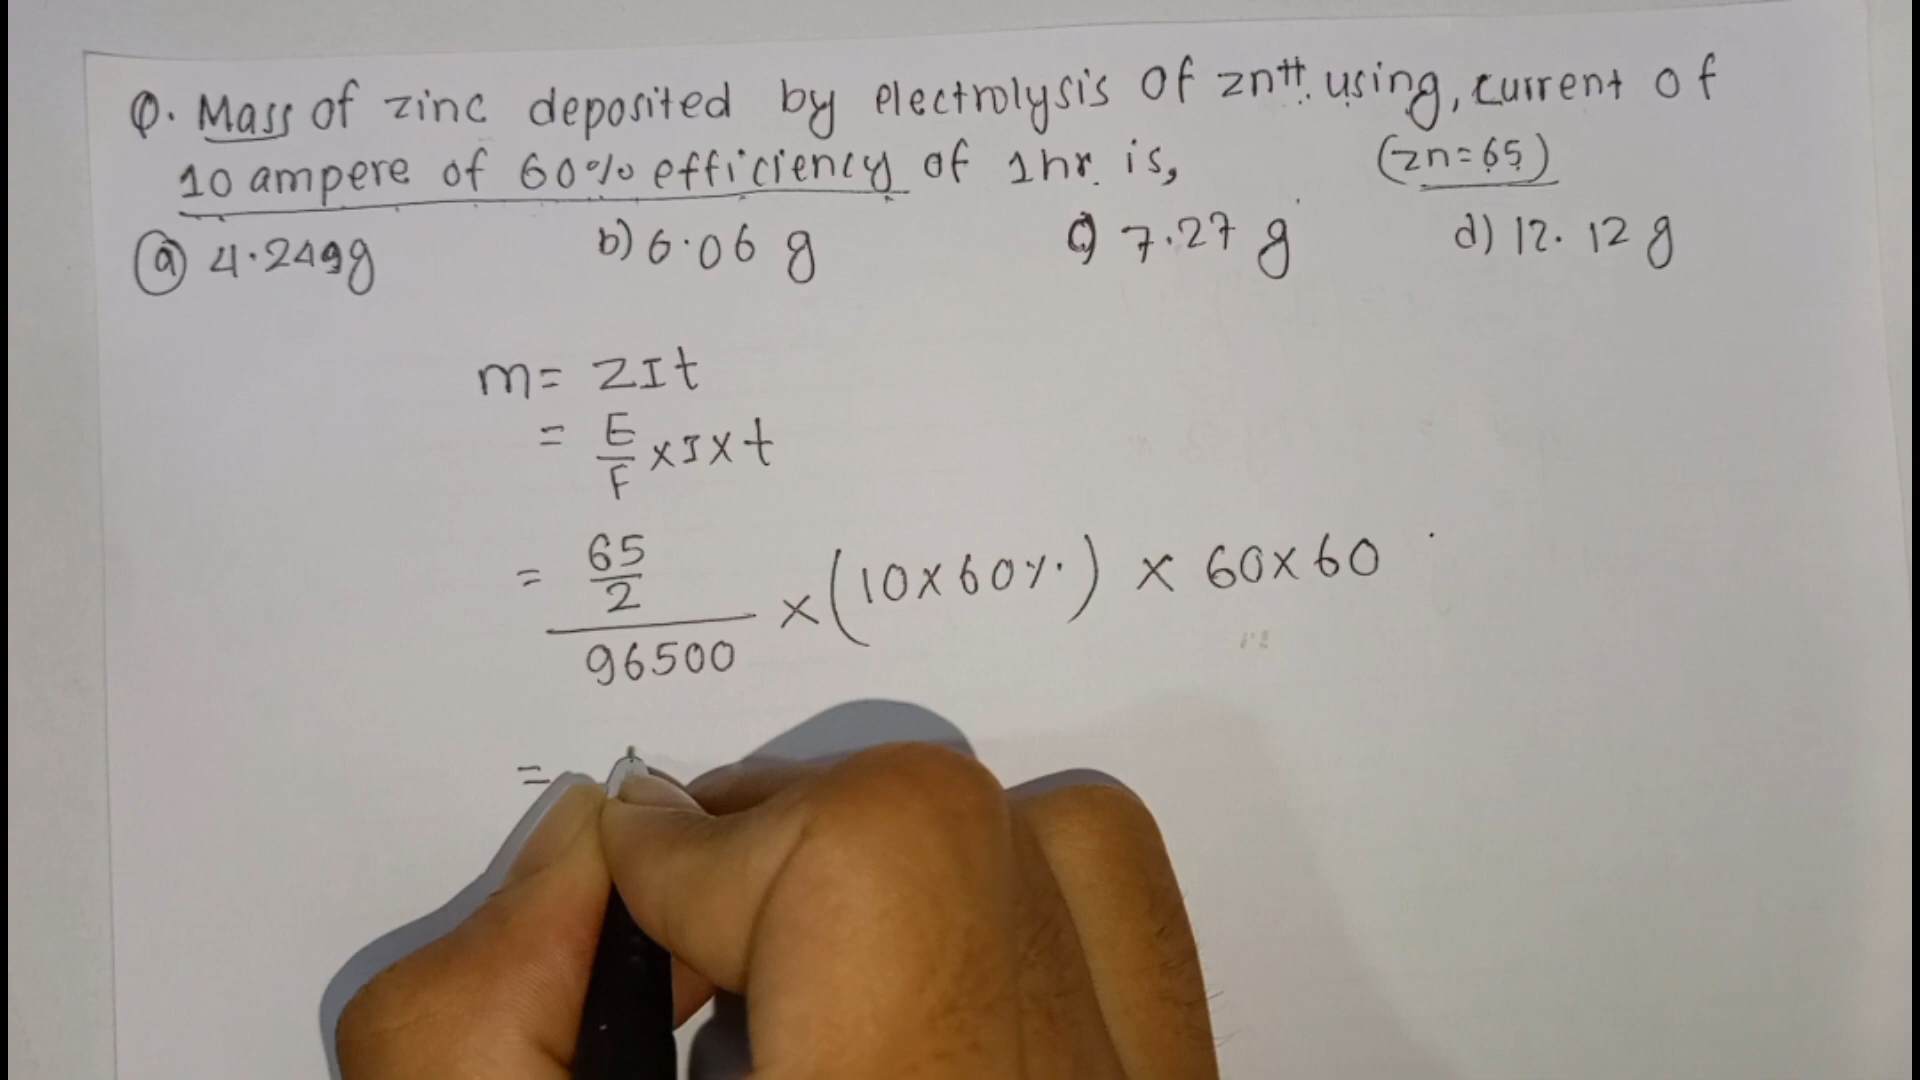 Q. Mass of zinc deposited by electrolysis of zn++ using, current of
10 ampere of 60% efficiency of 1hr is, (zn=65)
a) 4.249g b) 6.06 g c) 7.27 g d) 12.12 g
m = ZIt
= E/F × I × t
= 65/2 / 96500 × (10×60%) × 60×60
=